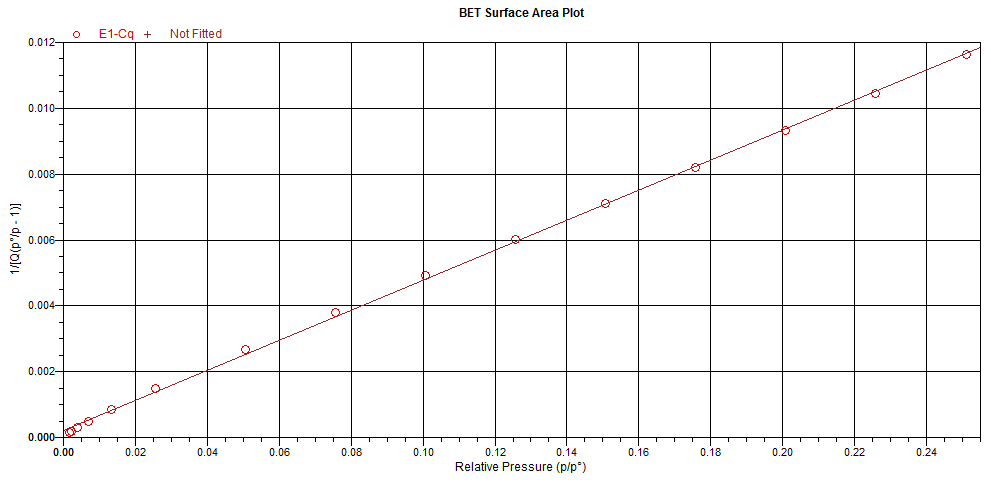 BET Surface Area Plot
E1-Cq + Not Fitted
0.012
0.010
0.008
0.006
0.004
0.002
0.000
1/[Q(p°/p - 1)]
0.00 0.02 0.04 0.06 0.08 0.10 0.12 0.14 0.16 0.18 0.20 0.22 0.24
Relative Pressure (p/p°)